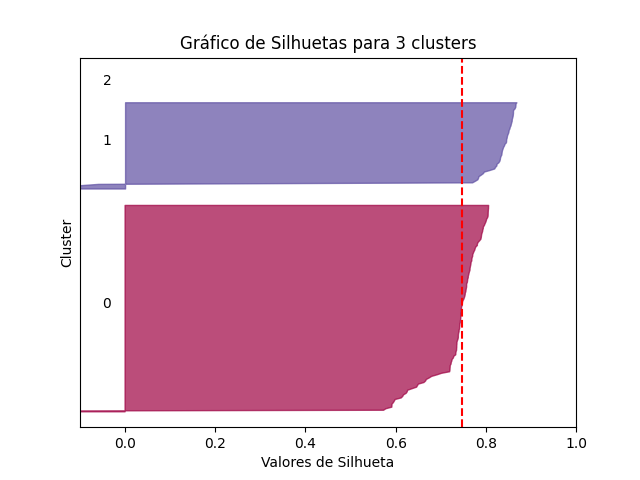 Gráfico de Silhuetas para 3 clusters
2
1
0
Cluster
0.0 0.2 0.4 0.6 0.8 1.0
Valores de Silhueta